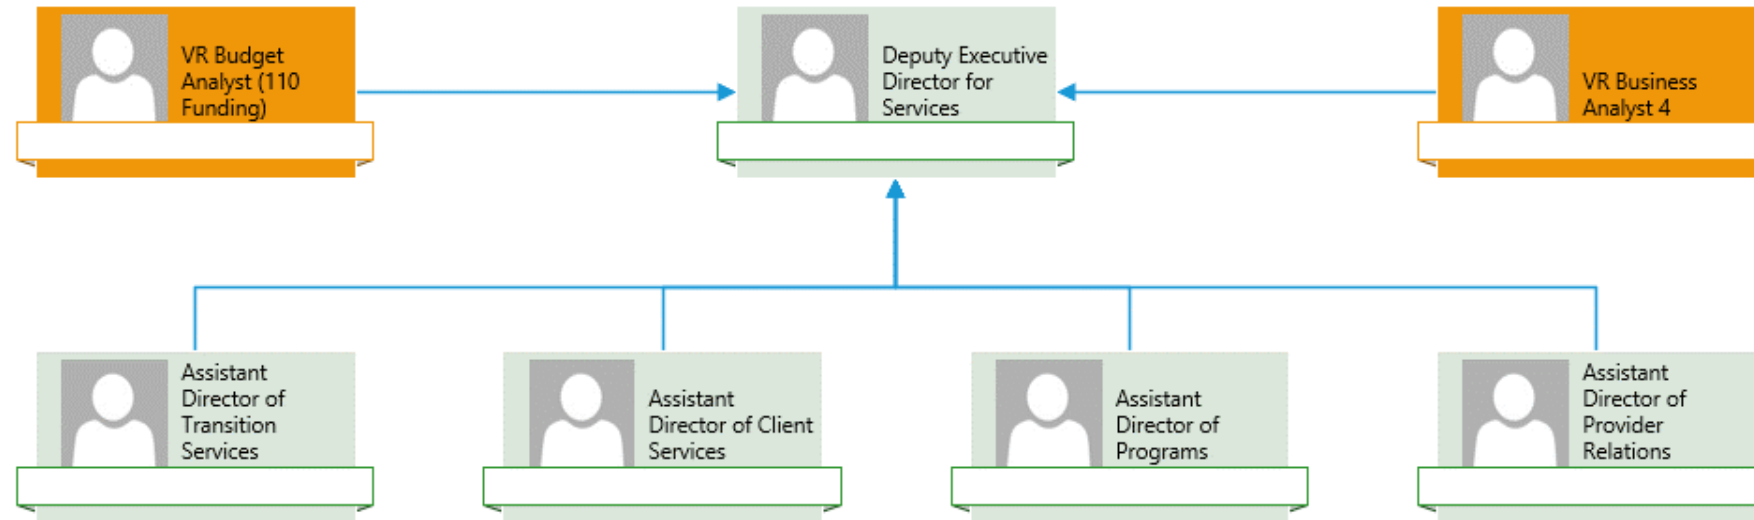 VR Budget
Analyst (110
Funding)
Deputy Executive
Director for
Services
VR Business
Analyst 4
Assistant
Director of
Transition
Services
Assistant
Director of Client
Services
Assistant
Director of
Programs
Assistant
Director of
Provider
Relations